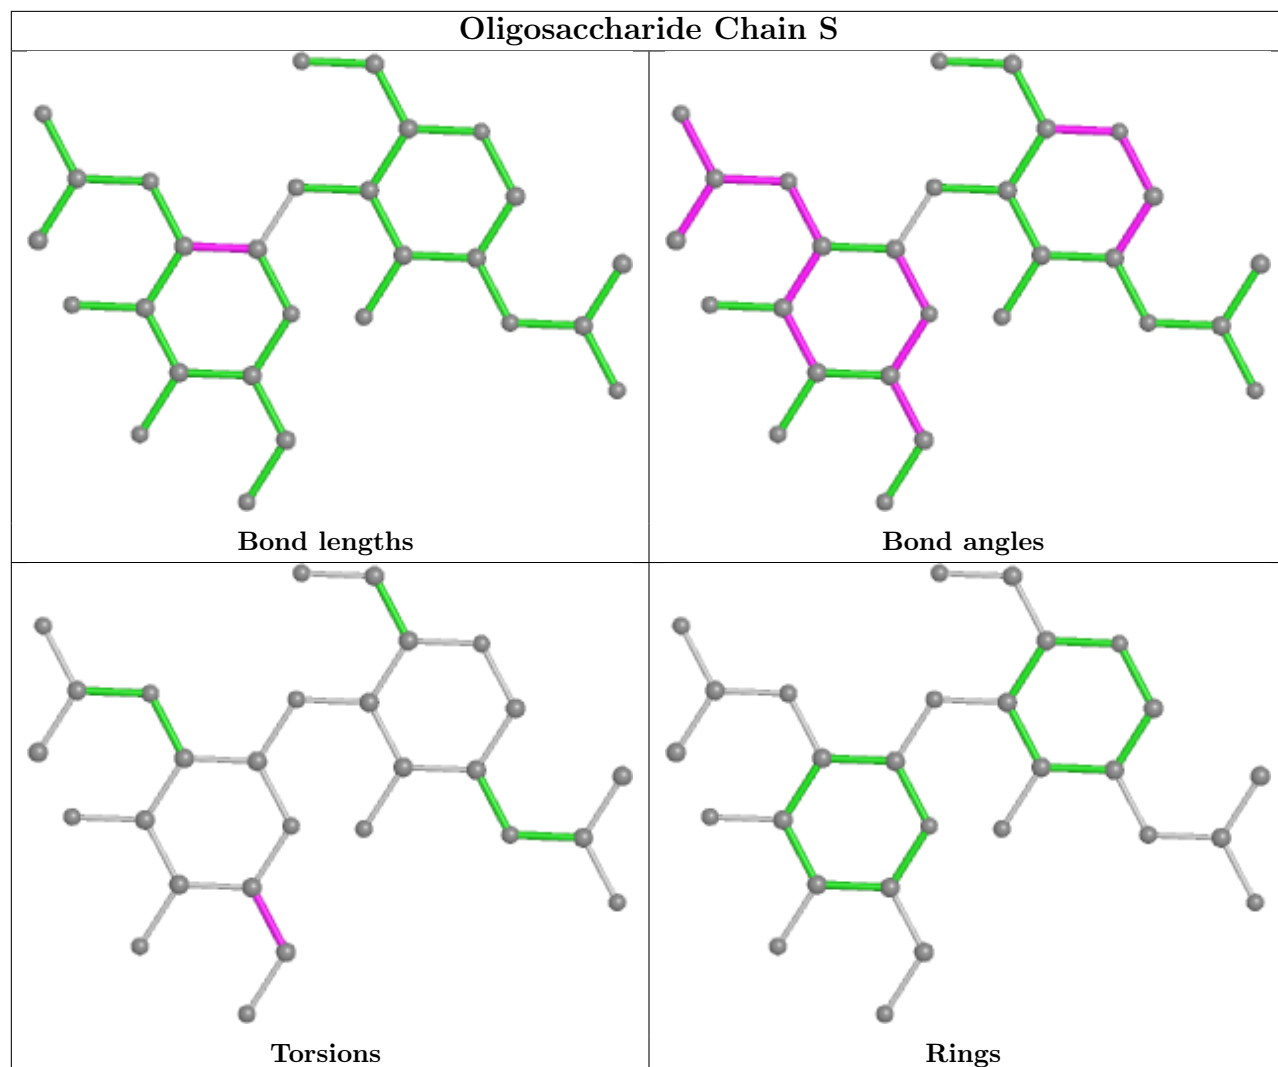 Oligosaccharide Chain S
Bond lengths
Bond angles
Torsions
Rings